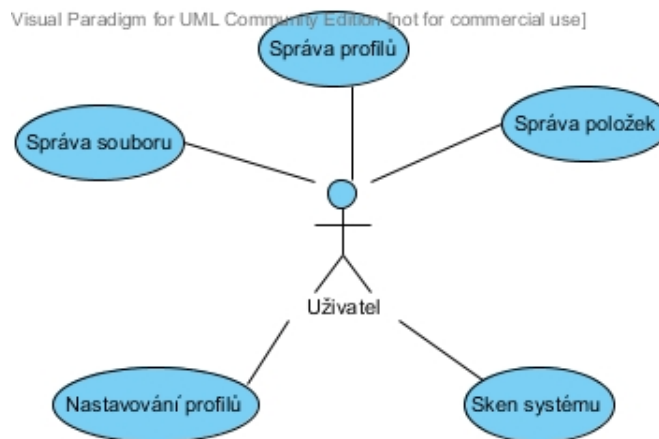 Visual Paradigm for UML Community Edition [not for commercial use]
Správa profilů
Správa souboru
Správa položek
Uživatel
Nastavování profilů
Sken systému